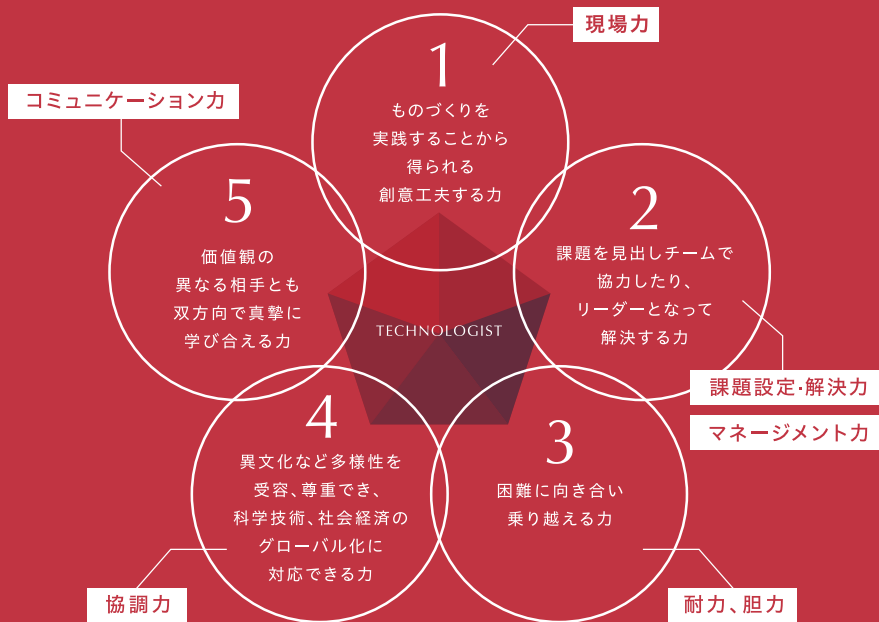 現場力
1
ものづくりを
実践することから
得られる
創意工夫する力
2
課題を見出しチームで
協力したり、
リーダーとなって
解決する力
課題設定・解決力
マネージメント力
3
困難に向き合い
乗り越える力
耐力、胆力
4
異文化など多様性を
受容、尊重でき、
科学技術、社会経済の
グローバル化に
対応できる力
協調力
コミュニケーション力
5
価値観の
異なる相手とも
双方向で真摯に
学び合える力
TECHNOLOGIST